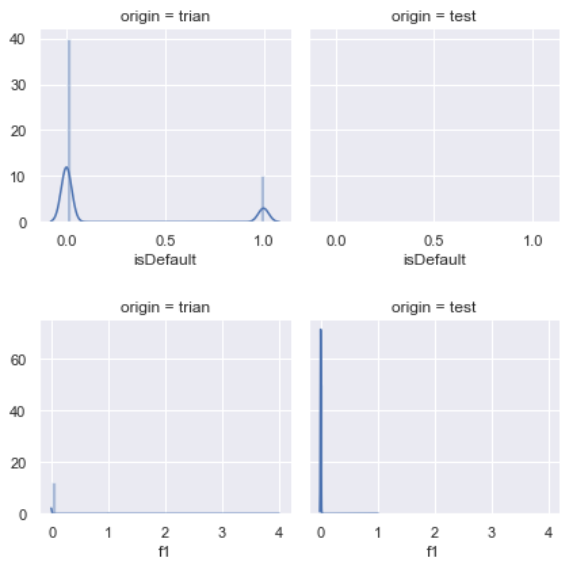 origin = trian origin = test
40
30
20
10
0
0.0 0.5 1.0 0.0 0.5 1.0
isDefault isDefault
origin = trian origin = test
60
40
20
0
0 1 2 3 4 0 1 2 3 4
f1 f1